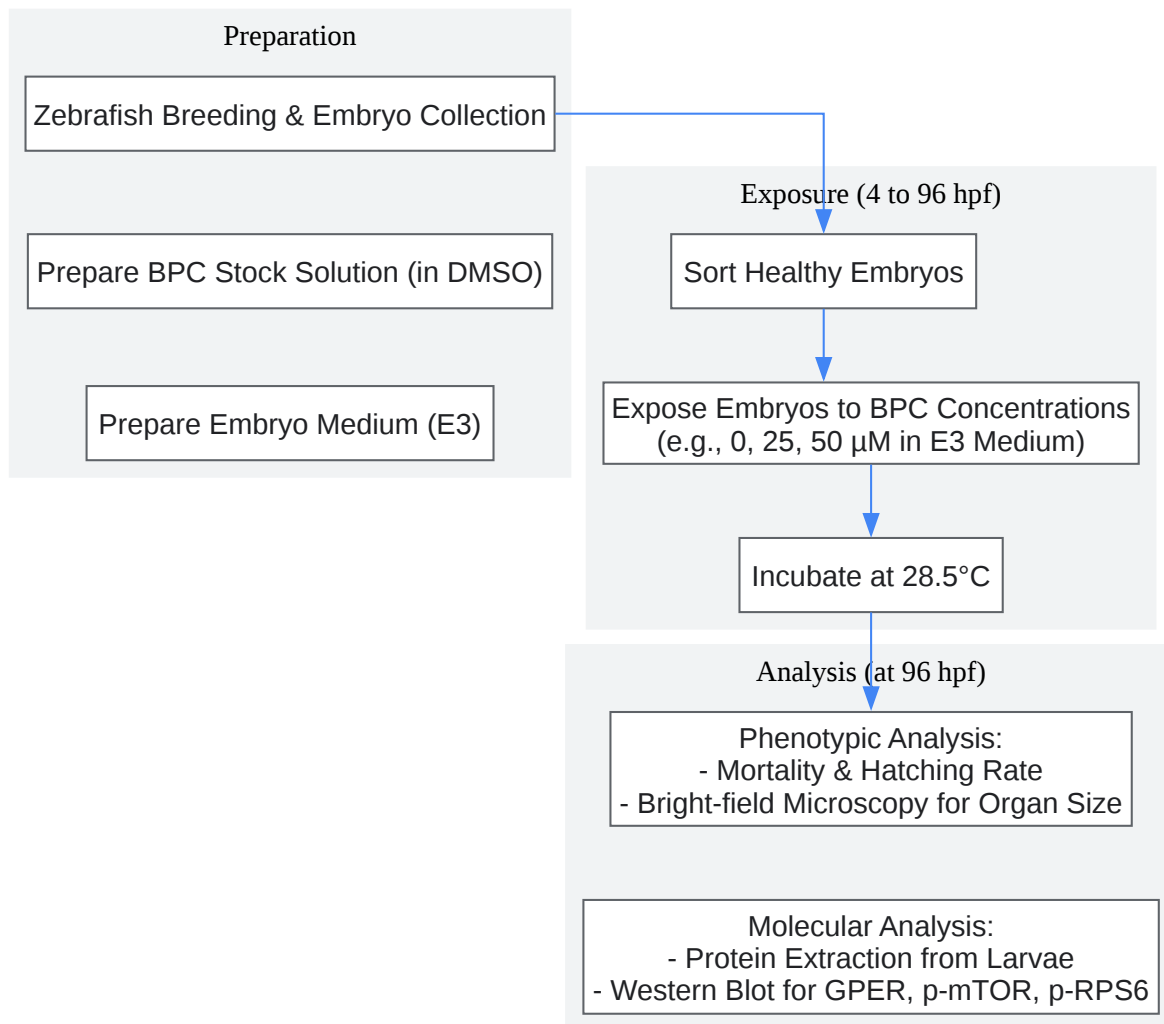 Preparation
Zebrafish Breeding & Embryo Collection
Prepare BPC Stock Solution (in DMSO)
Prepare Embryo Medium (E3)
Exposure (4 to 96 hpf)
Sort Healthy Embryos
Expose Embryos to BPC Concentrations
(e.g., 0, 25, 50 µM in E3 Medium)
Incubate at 28.5°C
Analysis (at 96 hpf)
Phenotypic Analysis:
- Mortality & Hatching Rate
- Bright-field Microscopy for Organ Size
Molecular Analysis:
- Protein Extraction from Larvae
- Western Blot for GPER, p-mTOR, p-RPS6